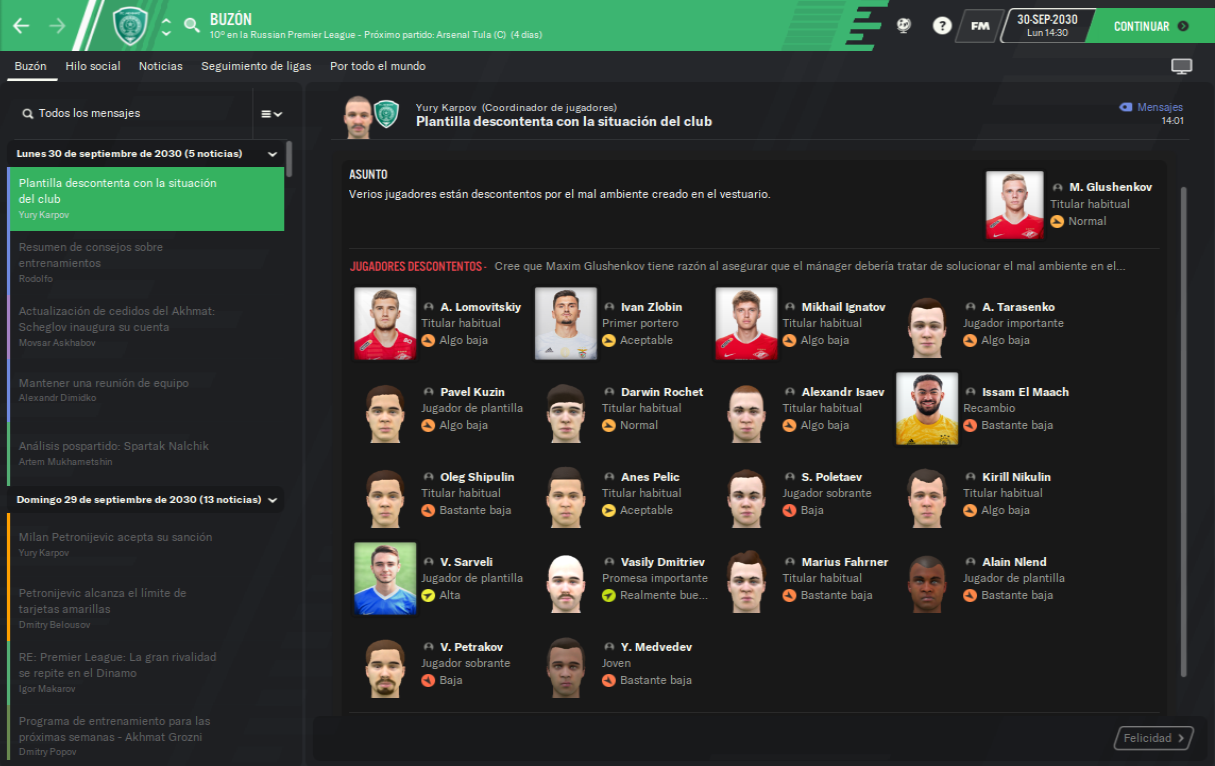 BUZÓN
10º en la Russian Premier League - Próximo partido: Arsenal Tula (C) (4 días)
?
FM
30-SEP-2030
Lun 14:30
CONTINUAR
Buzón
Hilo social
Noticias
Seguimiento de ligas
Por todo el mundo
Todos los mensajes
Lunes 30 de septiembre de 2030 (5 noticias)
Plantilla descontenta con la situación
del club
Yury Karpov
Resumen de consejos sobre
entrenamientos
Rodolfo
Actualización de cedidos del Akhmat:
Scheglov inaugura su cuenta
Movsar Askhabov
Mantener una reunión de equipo
Alexandr Dimidko
Análisis pospartido: Spartak Nalchik
Artem Mukhametshin
Domingo 29 de septiembre de 2030 (13 noticias)
Milan Petronijevic acepta su sanción
Yury Karpov
Petronijevic alcanza el límite de
tarjetas amarillas
Dmitry Belousov
RE: Premier League: La gran rivalidad
se repite en el Dinamo
Igor Makarov
Programa de entrenamiento para las
próximas semanas - Akhmat Grozni
Dmitry Popov
Yury Karpov (Coordinador de jugadores)
Plantilla descontenta con la situación del club
Mensajes
14:01
ASUNTO
Verios jugadores están descontentos por el mal ambiente creado en el vestuario.
M. Glushenkov
Titular habitual
Normal
JUGADORES DESCONTENTOS - Cree que Maxim Glushenkov tiene razón al asegurar que el mánager debería tratar de solucionar el mal ambiente en el...
A. Lomovitskiy
Titular habitual
Algo baja
Ivan Zlobin
Primer portero
Aceptable
Mikhail Ignatov
Titular habitual
Algo baja
A. Tarasenko
Jugador importante
Algo baja
Pavel Kuzin
Jugador de plantilla
Algo baja
Darwin Rochet
Titular habitual
Normal
Alexandr Isaev
Titular habitual
Algo baja
Issam El Maach
Recambio
Bastante baja
Oleg Shipulin
Titular habitual
Bastante baja
Anes Pelic
Titular habitual
Aceptable
S. Poletaev
Jugador sobrante
Baja
Kirill Nikulin
Titular habitual
Algo baja
V. Sarveli
Jugador de plantilla
Alta
Vasily Dmitriev
Promesa importante
Realmente bue...
Marius Fahrner
Titular habitual
Bastante baja
Alain Nlend
Jugador de plantilla
Bastante baja
V. Petrakov
Jugador sobrante
Baja
Y. Medvedev
Joven
Bastante baja
Felicidad